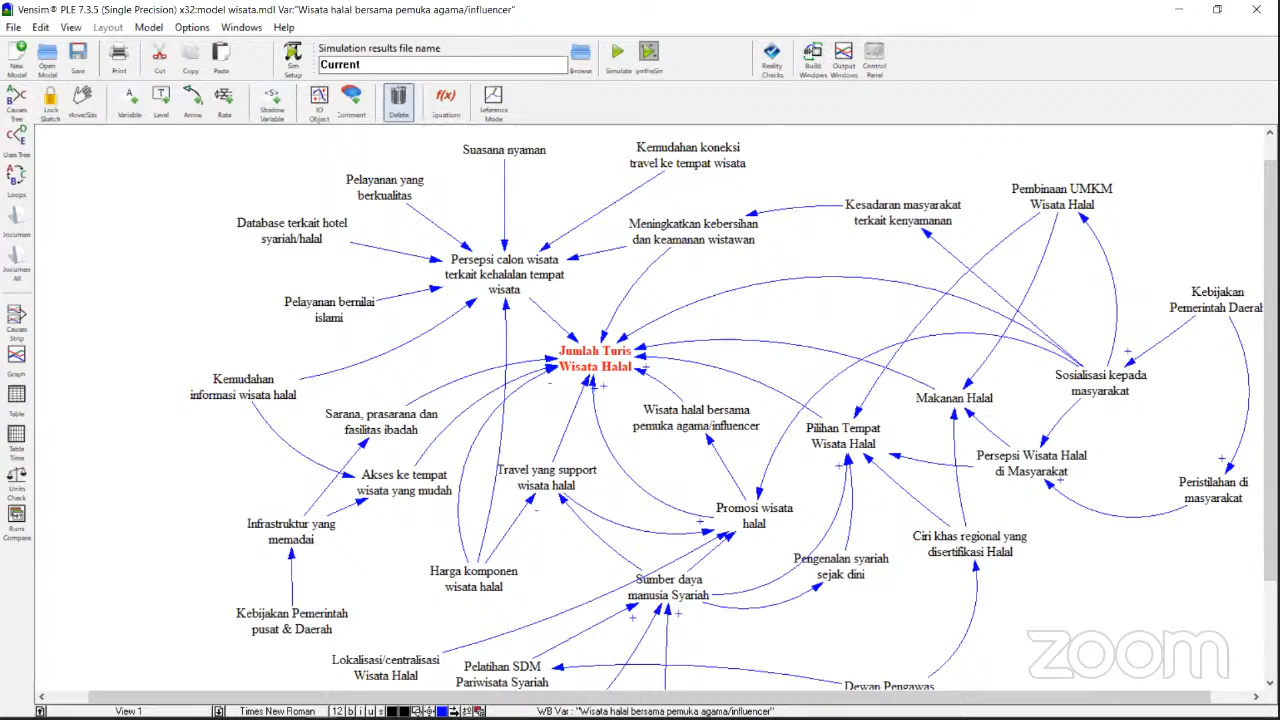 Vensim® PLE 7.3.5 (Single Precision) x32:model wisata.mdl Var:"Wisata halal bersama pemuka agama/influencer"
File Edit View Layout Model Options Windows Help
Simulation results file name
Current
New Model
Open Model
Save
Print
Cut
Copy
Paste
Sim Setup
Browse
Simulate
Reality Checks
Build Windows
Output Windows
Control Panel
Causes Tree
Lock Sketch
Move/Size
Variable
Level
Arrow
Rate
Shadow Variable
IO Object
Comment
Delete
Equations
Reference Mode
Uses Tree
Loops
Causes Strip
Graph
Table
Table Time
Units Check
Runs Compare
Suasana nyaman
Kemudahan koneksi
travel ke tempat wisata
Pelayanan yang
berkualitas
Pembinaan UMKM
Wisata Halal
Database terkait hotel
syariah/halal
Meningkatkan kebersihan
dan keamanan wistawan
Kesadaran masyarakat
terkait kenyamanan
Persepsi calon wisata
terkait kehalalan tempat
wisata
Pelayanan bernilai
islami
Kebijakan
Pemerintah Daerah
Jumlah Turis
Wisata Halal
Kemudahan
informasi wisata halal
Sosialisasi kepada
masyarakat
Makanan Halal
Sarana, prasarana dan
fasilitas ibadah
Wisata halal bersama
pemuka agama/influencer
Pilihan Tempat
Wisata Halal
Persepsi Wisata Halal
di Masyarakat
Akses ke tempat
wisata yang mudah
Travel yang support
wisata halal
Peristilahan di
masyarakat
Promosi wisata
halal
Infrastruktur yang
memadai
Ciri khas regional yang
disertifikasi Halal
Harga komponen
wisata halal
Sumber daya
manusia Syariah
Pengenalan syariah
sejak dini
Kebijakan Pemerintah
pusat & Daerah
Lokalisasi/centralisasi
Wisata Halal
Pelatihan SDM
Pariwisata Syariah
Dewan Pengawas
zoom
View 1
Times New Roman
12 b i u s
WB Var : "Wisata halal bersama pemuka agama/influencer"